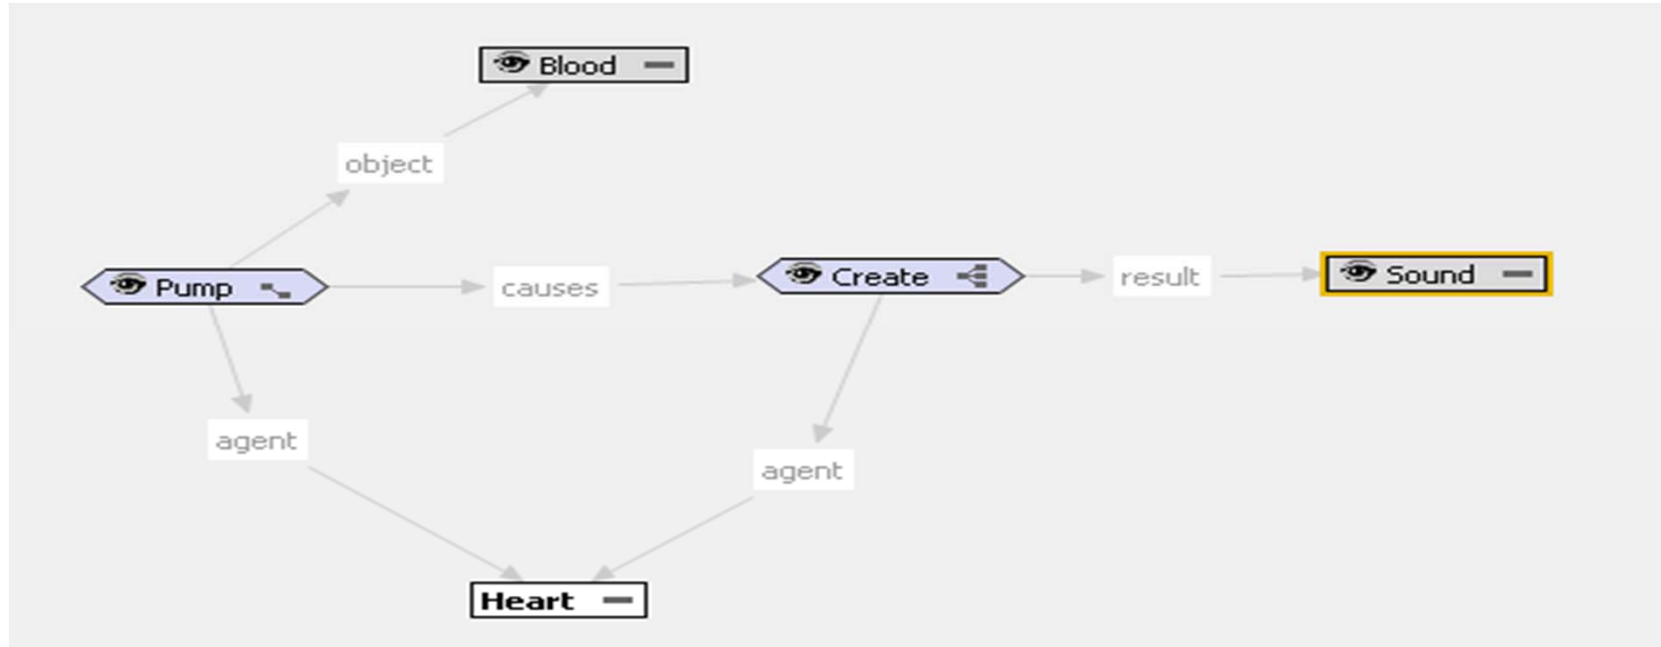 Blood
object
Pump
causes
Create
result
Sound
agent
agent
Heart